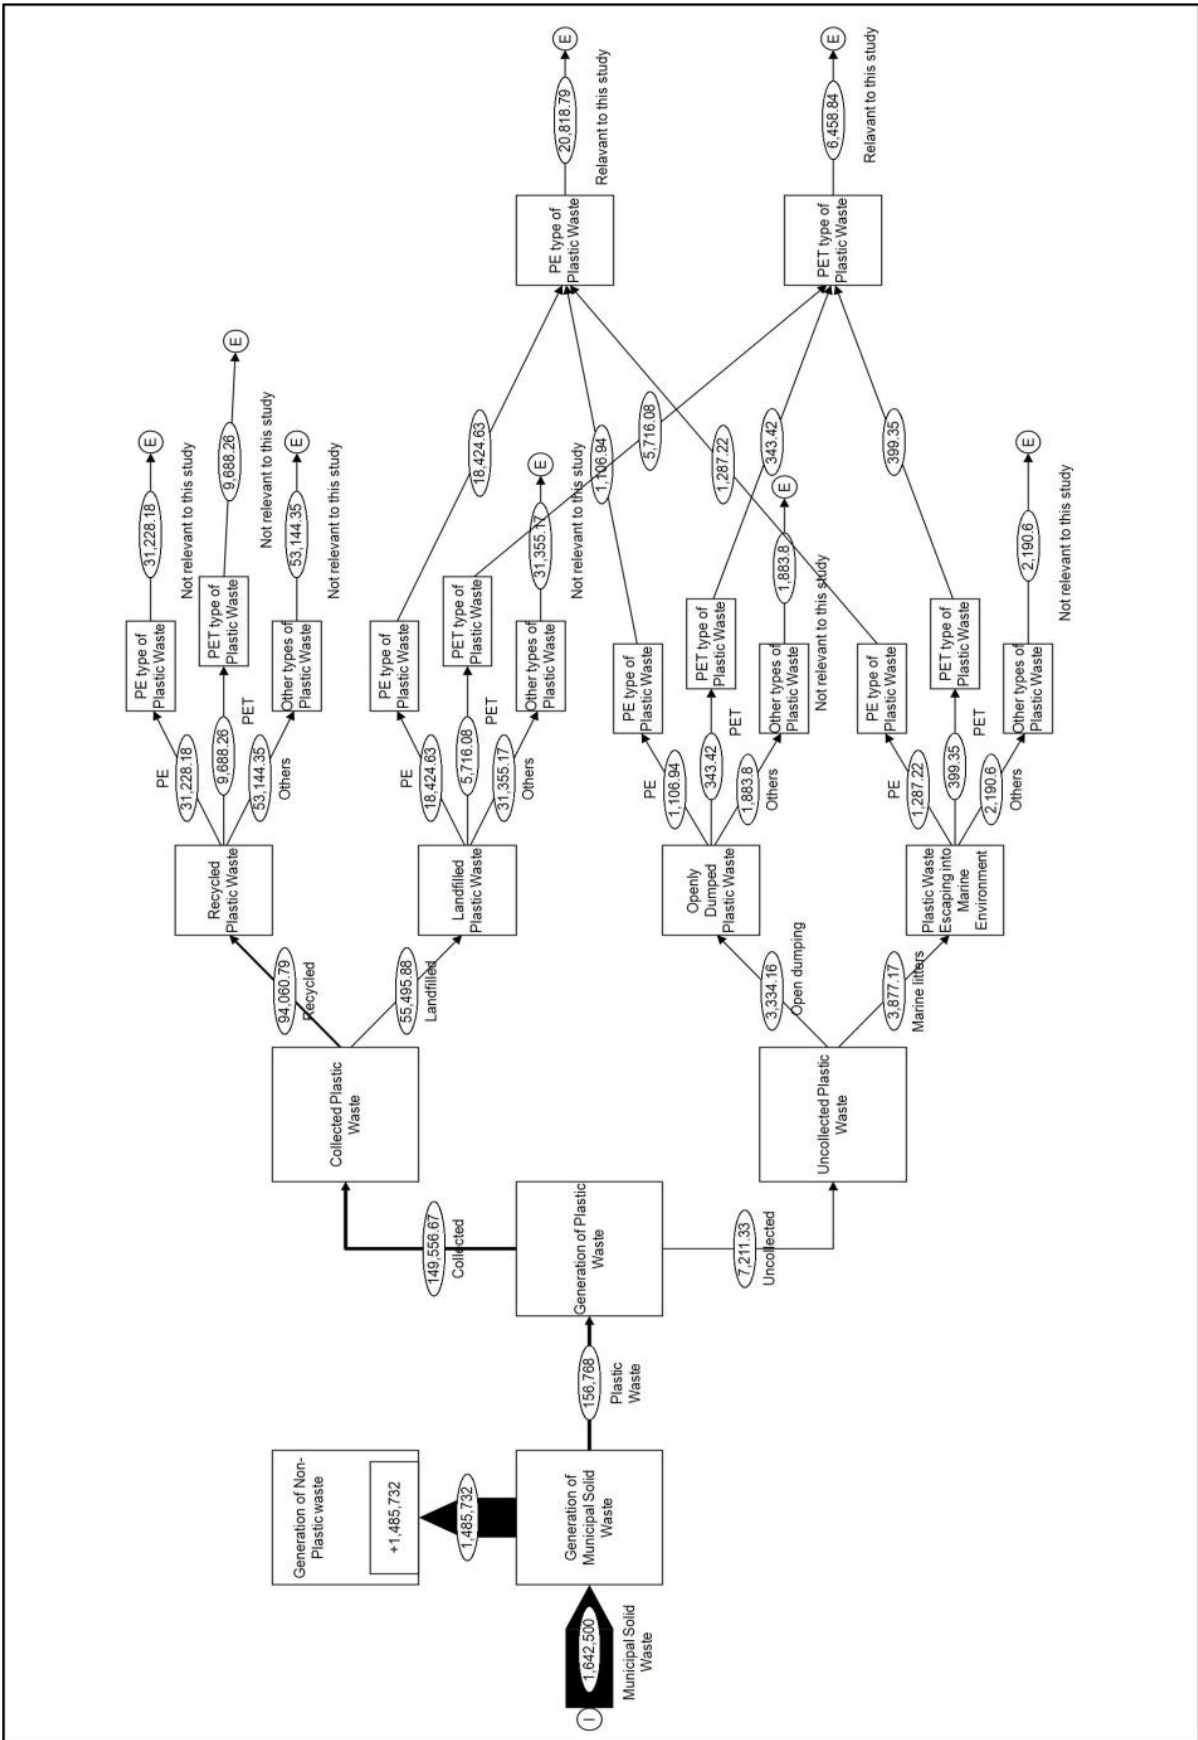 I
1,642,500
Municipal Solid
Waste
Generation of
Municipal Solid
Waste
1,485,732
Generation of Non-
Plastic waste
+1,485,732
156,768
Plastic
Waste
Generation of Plastic
Waste
149,556.67
Collected
7,211.33
Uncollected
Collected Plastic
Waste
Uncollected Plastic
Waste
94,060.79
Recycled
55,495.88
Landfilled
3,334.16
Open dumping
3,877.17
Marine litters
Recycled
Plastic Waste
Landfilled
Plastic Waste
Openly
Dumped
Plastic Waste
Plastic Waste
Escaping into
Marine
Environment
PE
31,228.18
9,688.26
PET
53,144.35
Others
PE
18,424.63
5,716.08
PET
31,355.17
Others
PE
1,106.94
343.42
PET
1,883.8
Others
PE
1,287.22
399.35
PET
2,190.6
Others
PE type of
Plastic Waste
PET type of
Plastic Waste
Other types of
Plastic Waste
PE type of
Plastic Waste
PET type of
Plastic Waste
Other types of
Plastic Waste
PE type of
Plastic Waste
PET type of
Plastic Waste
Other types of
Plastic Waste
PE type of
Plastic Waste
PET type of
Plastic Waste
Other types of
Plastic Waste
31,228.18
E
Not relevant to this study
9,688.26
E
Not relevant to this study
53,144.35
E
Not relevant to this study
18,424.63
5,716.08
31,355.17
E
Not relevant to this study
1,106.94
343.42
1,883.8
E
Not relevant to this study
1,287.22
399.35
2,190.6
E
Not relevant to this study
PE type of
Plastic Waste
20,818.79
E
Relevant to this study
PET type of
Plastic Waste
6,458.84
E
Relavant to this study